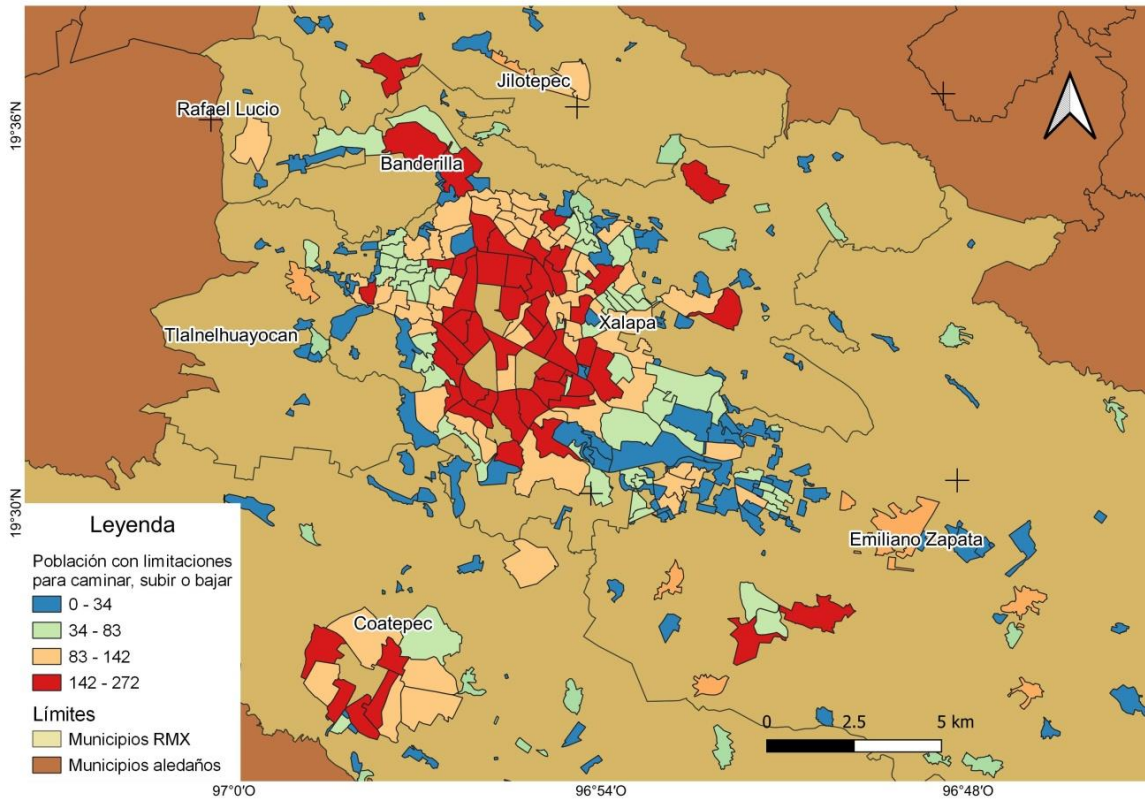 Jilotepec
Rafael Lucio
19°36'N
Banderilla
Xalapa
Tlalnelhuayocan
19°30'N
Leyenda
Población con limitaciones
para caminar, subir o bajar
0 - 34
34 - 83
83 - 142
142 - 272
Límites
Municipios RMX
Municipios aledaños
Emiliano Zapata
Coatepec
0 2.5 5 km
97°0'O 96°54'O 96°48'O